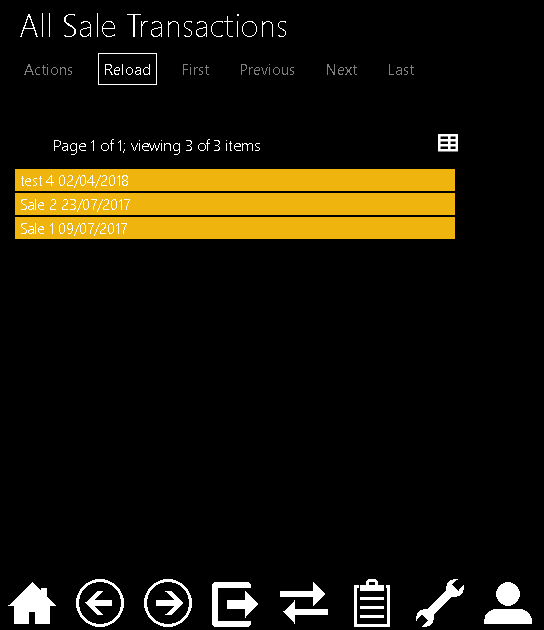 All Sale Transactions
Actions Reload First Previous Next Last
Page 1 of 1; viewing 3 of 3 items
test 4 02/04/2018
Sale 2 23/07/2017
Sale 1 09/07/2017